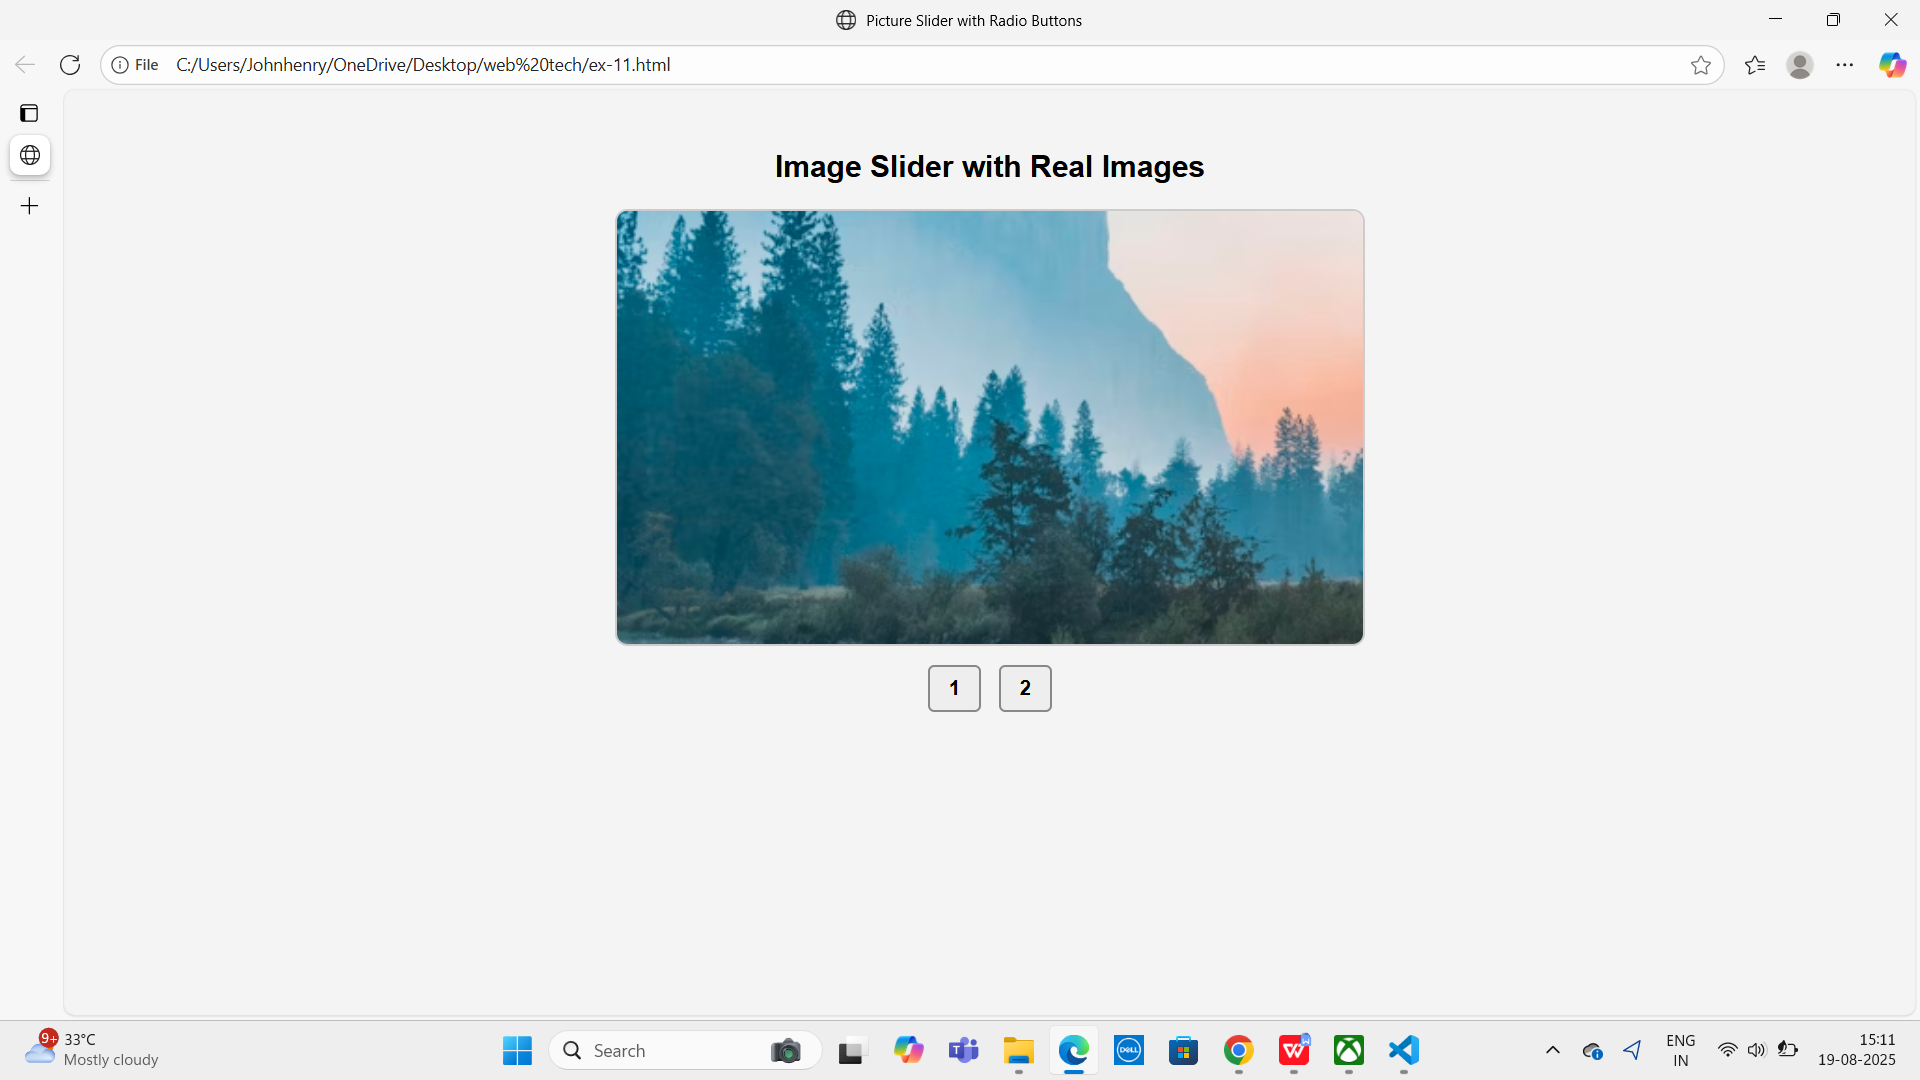 Picture Slider with Radio Buttons
File C:/Users/Johnhenry/OneDrive/Desktop/web%20tech/ex-11.html
Image Slider with Real Images
1 2
9+ 33°C
Mostly cloudy
Search
DELL
ENG
IN
15:11
19-08-2025